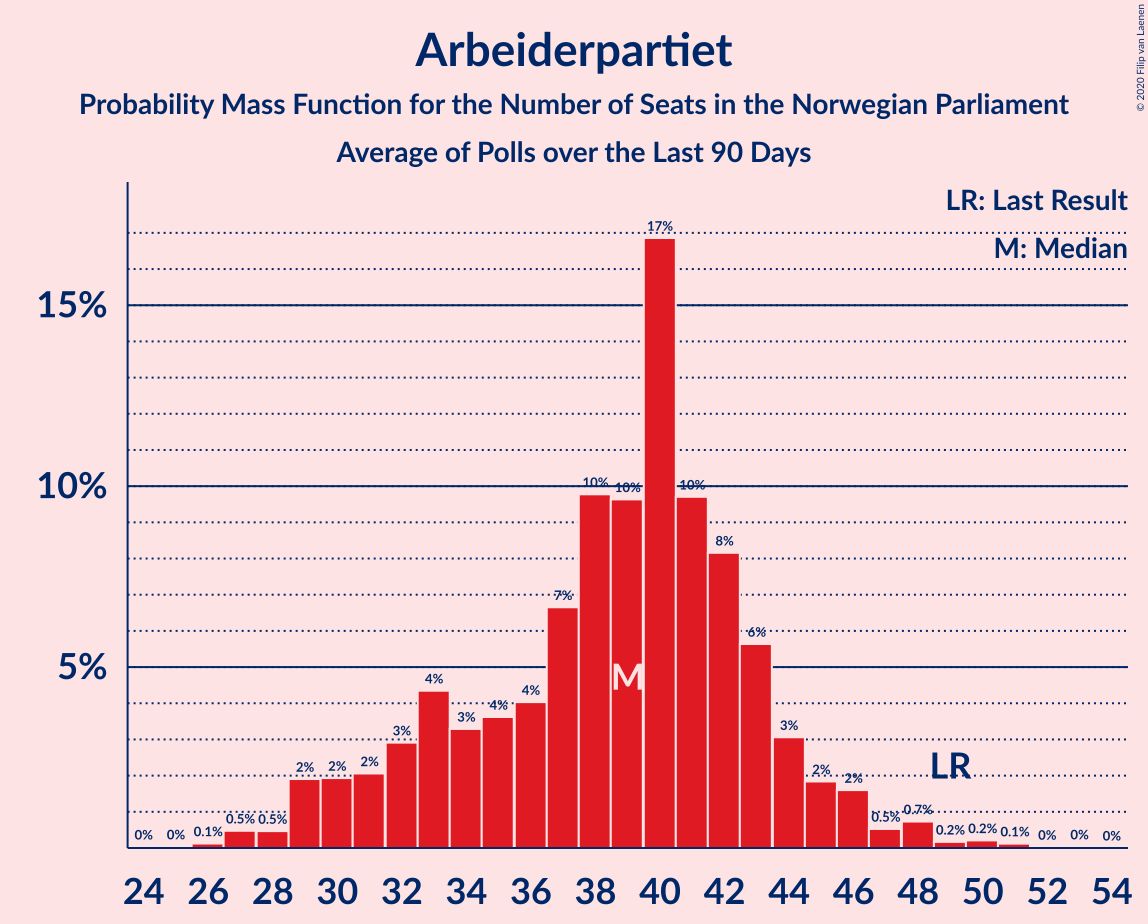 Arbeiderpartiet
Probability Mass Function for the Number of Seats in the Norwegian Parliament
Average of Polls over the Last 90 Days
© 2020 Filip van Laenen
LR: Last Result
M: Median
15%
10%
5%
0% 0% 0.1% 0.5% 0.5% 2% 2% 2% 3% 4% 3% 4% 4% 7% 10% 10% 17% 10% 8% 6% 3% 2% 2% 0.5% 0.7% 0.2% 0.2% 0.1% 0% 0% 0%
M
LR
24 26 28 30 32 34 36 38 40 42 44 46 48 50 52 54